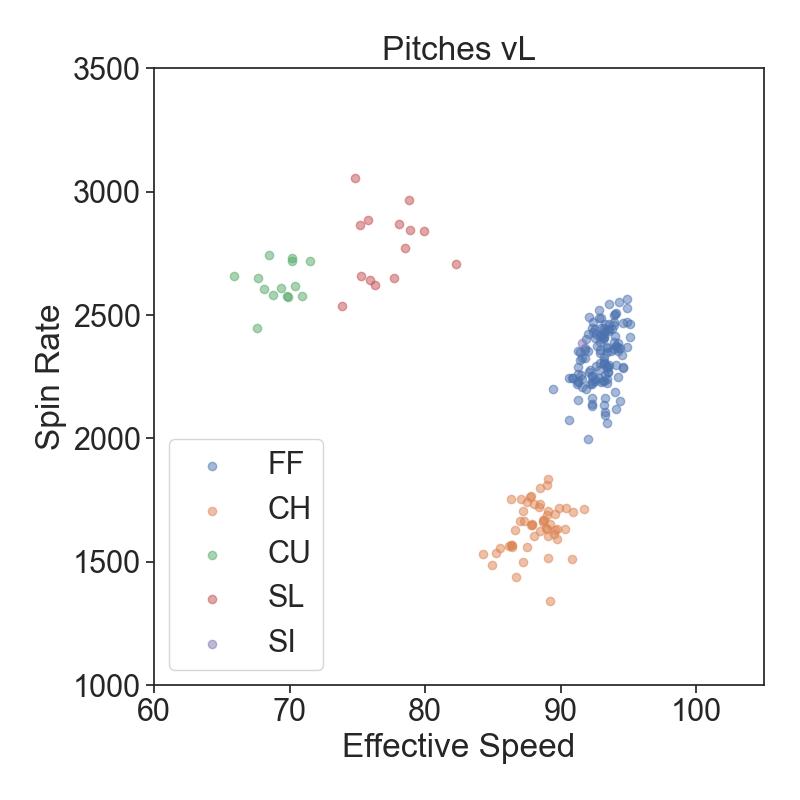 Pitches vL
3500
3000
2500
2000
1500
1000
Spin Rate
FF
CH
CU
SL
SI
60 70 80 90 100
Effective Speed